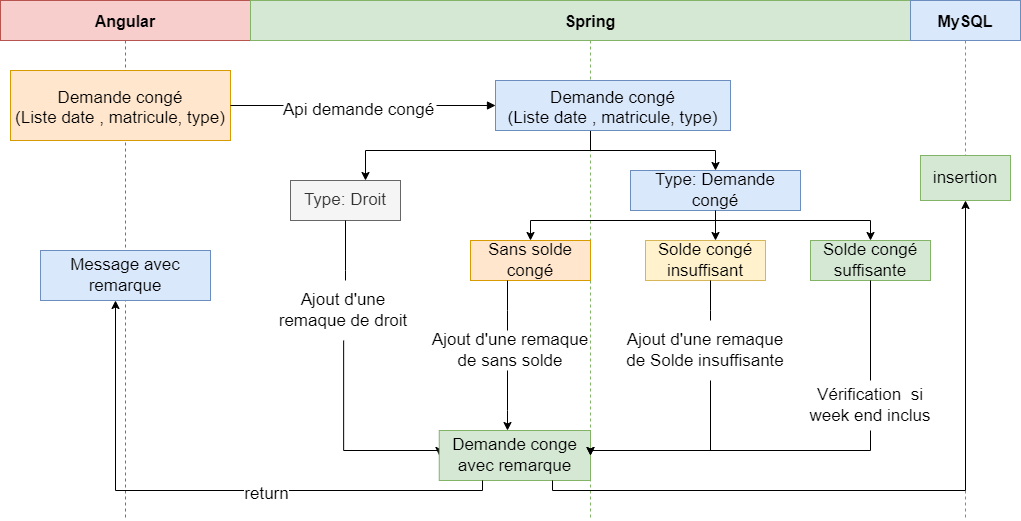 Angular
Spring
MySQL
Demande congé
(Liste date , matricule, type)
Api demande congé
Demande congé
(Liste date , matricule, type)
insertion
Type: Droit
Type: Demande
congé
Sans solde
congé
Solde congé
insuffisant
Solde congé
suffisante
Message avec
remarque
Ajout d'une
remaque de droit
Ajout d'une remaque
de sans solde
Ajout d'une remaque
de Solde insuffisante
Vérification  si
week end inclus
Demande conge
avec remarque
return